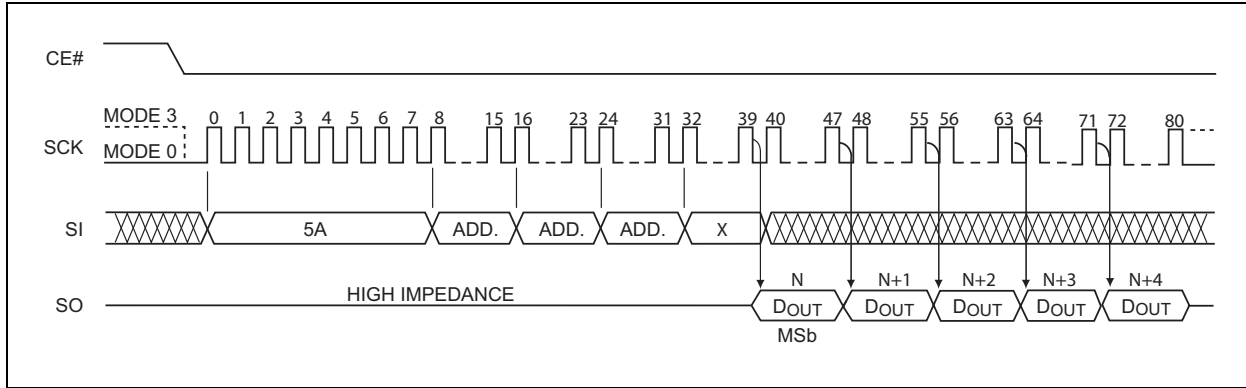 CE#
MODE 3
0 1 2 3 4 5 6 7 8 15 16 23 24 31 32 39 40 47 48 55 56 63 64 71 72 80
SCK
MODE 0
SI 5A ADD. ADD. ADD. X
N N+1 N+2 N+3 N+4
SO HIGH IMPEDANCE DOUT DOUT DOUT DOUT DOUT
MSb